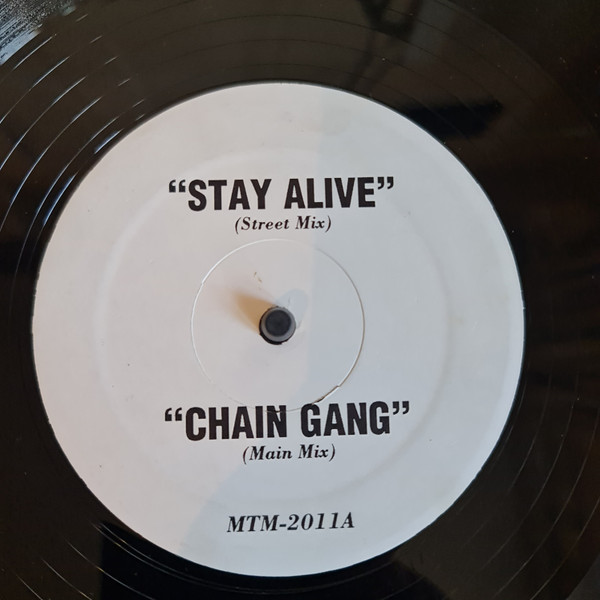 “STAY ALIVE”
(Street Mix)
“CHAIN GANG”
(Main Mix)
MTM-2011A